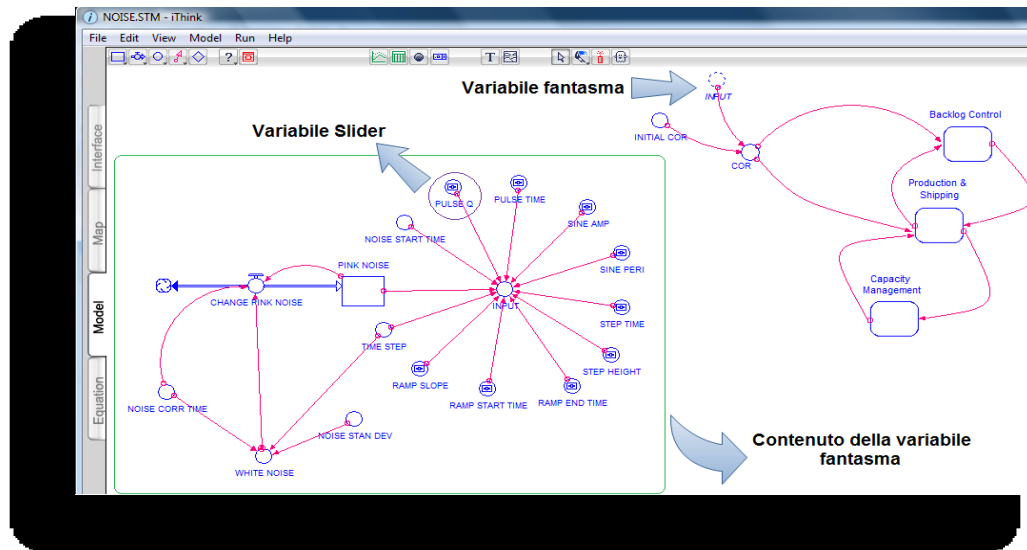 NOISE.STM - iThink
File Edit View Model Run Help
T
Interface
Map
Model
Equation
Variabile fantasma
INPUT
INITIAL COR
COR
Backlog Control
Production &
Shipping
Capacity
Management
Variabile Slider
PULSE Q
PULSE TIME
SINE AMP
NOISE START TIME
SINE PERI
PINK NOISE
CHANGE PINK NOISE
INPUT
STEP TIME
TIME STEP
STEP HEIGHT
RAMP SLOPE
RAMP START TIME
RAMP END TIME
NOISE CORR TIME
NOISE STAN DEV
WHITE NOISE
Contenuto della variabile
fantasma